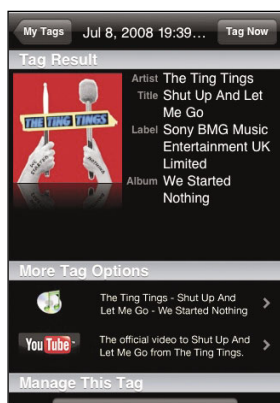 My Tags
Jul 8, 2008 19:39...
Tag Now
Tag Result
THE TING TINGS
Artist The Ting Tings
Title Shut Up And Let
Me Go
Label Sony BMG Music
Entertainment UK
Limited
Album We Started
Nothing
More Tag Options
The Ting Tings - Shut Up And
Let Me Go - We Started Nothing
YouTube
The official video to Shut Up And
Let Me Go from The Ting Tings.
Manage This Tag